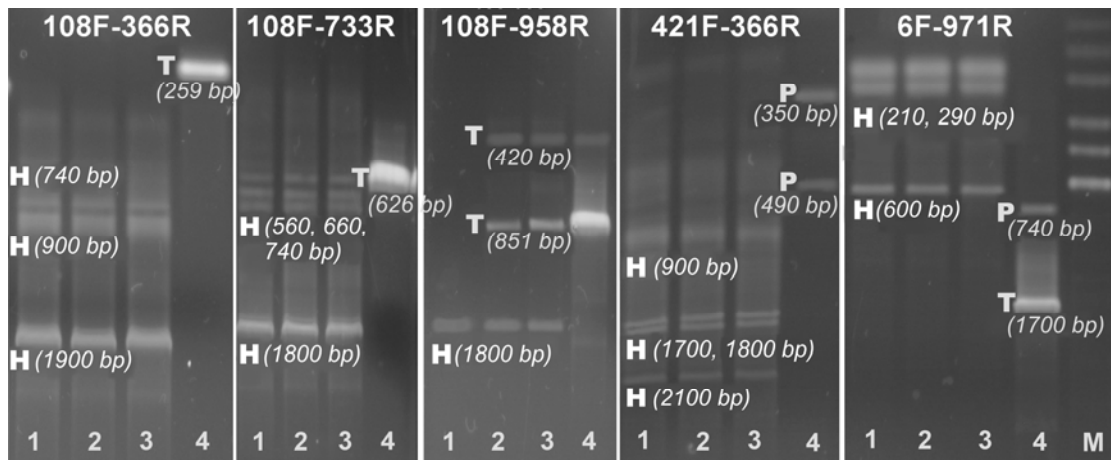 108F-366R
T
(259 bp)
H (740 bp)
H (900 bp)
H (1900 bp)
1 2 3 4
108F-733R
T
(626 bp)
H (560, 660,
740 bp)
H (1800 bp)
1 2 3 4
108F-958R
T
(420 bp)
T
(851 bp)
H (1800 bp)
1 2 3 4
421F-366R
P
(350 bp)
P
(490 bp)
H (900 bp)
H (1700, 1800 bp)
H (2100 bp)
1 2 3 4
6F-971R
H (210, 290 bp)
H (600 bp)
P
(740 bp)
T
(1700 bp)
1 2 3 4 M